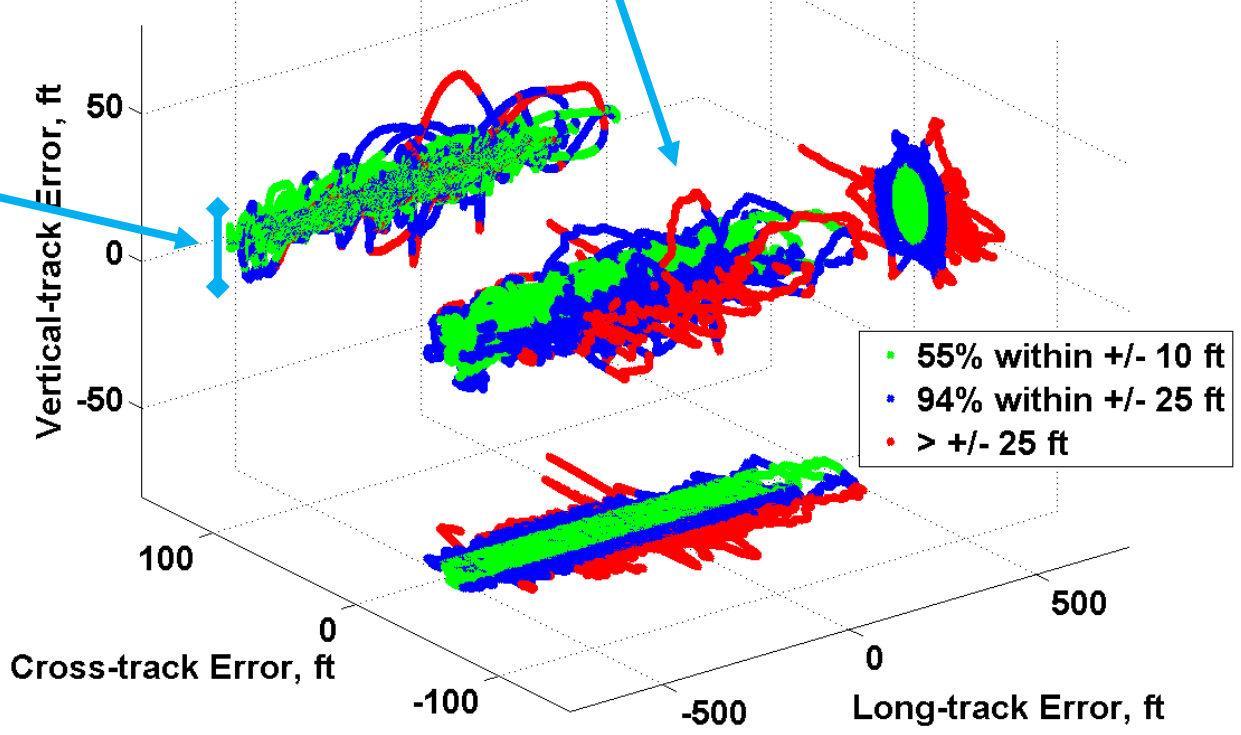 Vertical-track Error, ft
50
0
-50
55% within +/- 10 ft
94% within +/- 25 ft
> +/- 25 ft
100
0
-100
Cross-track Error, ft
500
0
-500
Long-track Error, ft